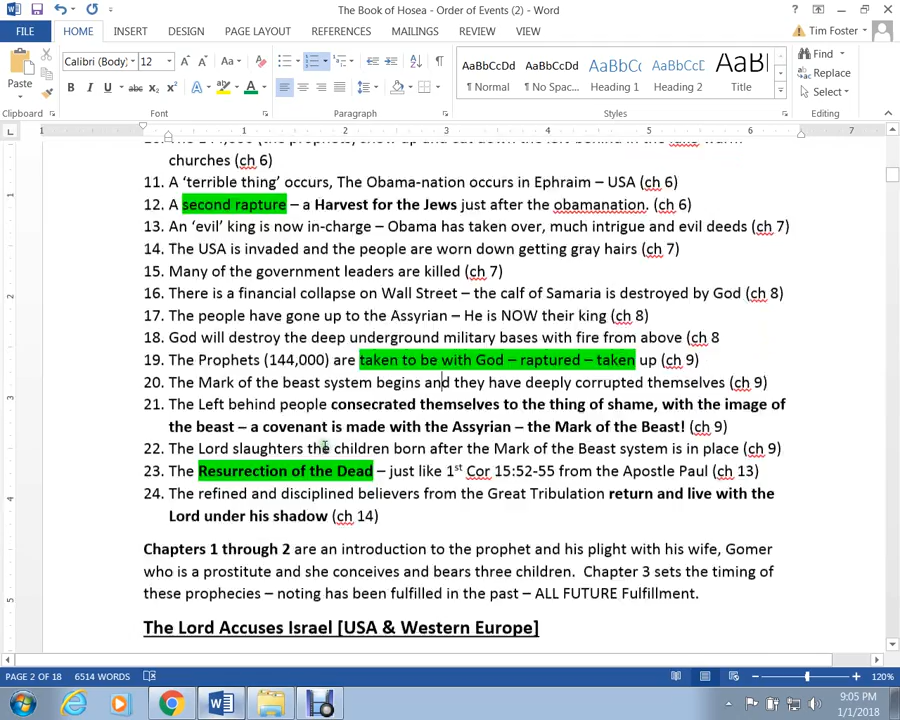 The Book of Hosea - Order of Events (2) - Word
FILE HOME INSERT DESIGN PAGE LAYOUT REFERENCES MAILINGS REVIEW VIEW Tim Foster
Calibri (Body) 12 Aa
Paste
B I U abc x₂ x² A
AaBbCcDd AaBbCcDd AaBbCc AaBbCcC AaB
¶ Normal ¶ No Spac... Heading 1 Heading 2 Title
Find
Replace
Select
Clipboard Font Paragraph Styles Editing
1 1 2 3 4 5 6 7
churches (ch 6)
11. A ‘terrible thing’ occurs, The Obama-nation occurs in Ephraim – USA (ch 6)
12. A second rapture – a Harvest for the Jews just after the obamanation. (ch 6)
13. An ‘evil’ king is now in-charge – Obama has taken over, much intrigue and evil deeds (ch 7)
14. The USA is invaded and the people are worn down getting gray hairs (ch 7)
15. Many of the government leaders are killed (ch 7)
16. There is a financial collapse on Wall Street – the calf of Samaria is destroyed by God (ch 8)
17. The people have gone up to the Assyrian – He is NOW their king (ch 8)
18. God will destroy the deep underground military bases with fire from above (ch 8
19. The Prophets (144,000) are taken to be with God – raptured – taken up (ch 9)
20. The Mark of the beast system begins and they have deeply corrupted themselves (ch 9)
21. The Left behind people consecrated themselves to the thing of shame, with the image of
the beast – a covenant is made with the Assyrian – the Mark of the Beast! (ch 9)
22. The Lord slaughters the children born after the Mark of the Beast system is in place (ch 9)
23. The Resurrection of the Dead – just like 1st Cor 15:52-55 from the Apostle Paul (ch 13)
24. The refined and disciplined believers from the Great Tribulation return and live with the
Lord under his shadow (ch 14)
Chapters 1 through 2 are an introduction to the prophet and his plight with his wife, Gomer
who is a prostitute and she conceives and bears three children. Chapter 3 sets the timing of
these prophecies – noting has been fulfilled in the past – ALL FUTURE Fulfillment.
The Lord Accuses Israel [USA & Western Europe]
PAGE 2 OF 18 6514 WORDS 120%
9:05 PM
1/1/2018